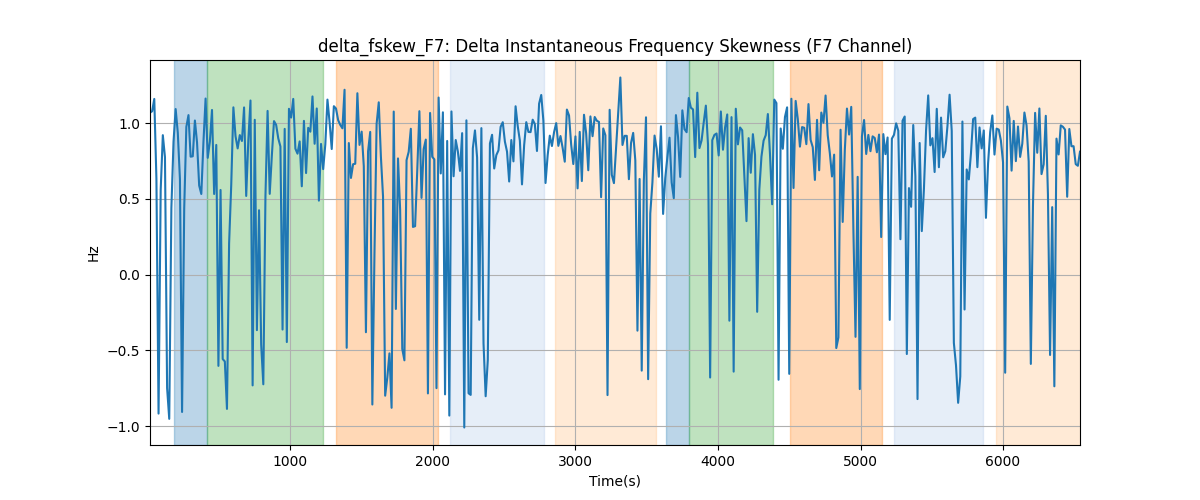 delta_fskew_F7: Delta Instantaneous Frequency Skewness (F7 Channel)
1.0
0.5
0.0
−0.5
−1.0
Hz
1000 2000 3000 4000 5000 6000
Time(s)